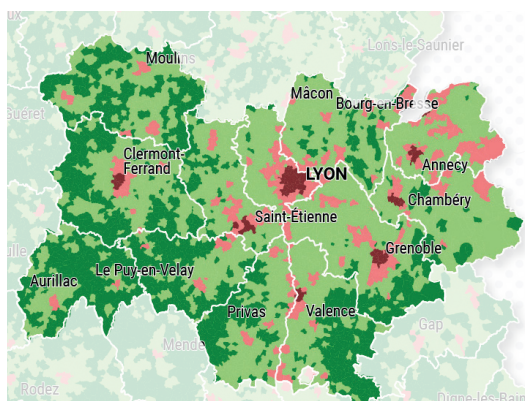 Lons-le-Saunier
Moulins
Mâcon
Bourg-en-Bresse
Guéret
Clermont-
Ferrand
LYON
Annecy
Chambéry
Saint-Étienne
Grenoble
Le Puy-en-Velay
Aurillac
Privas
Valence
Gap
Mende
Rodez